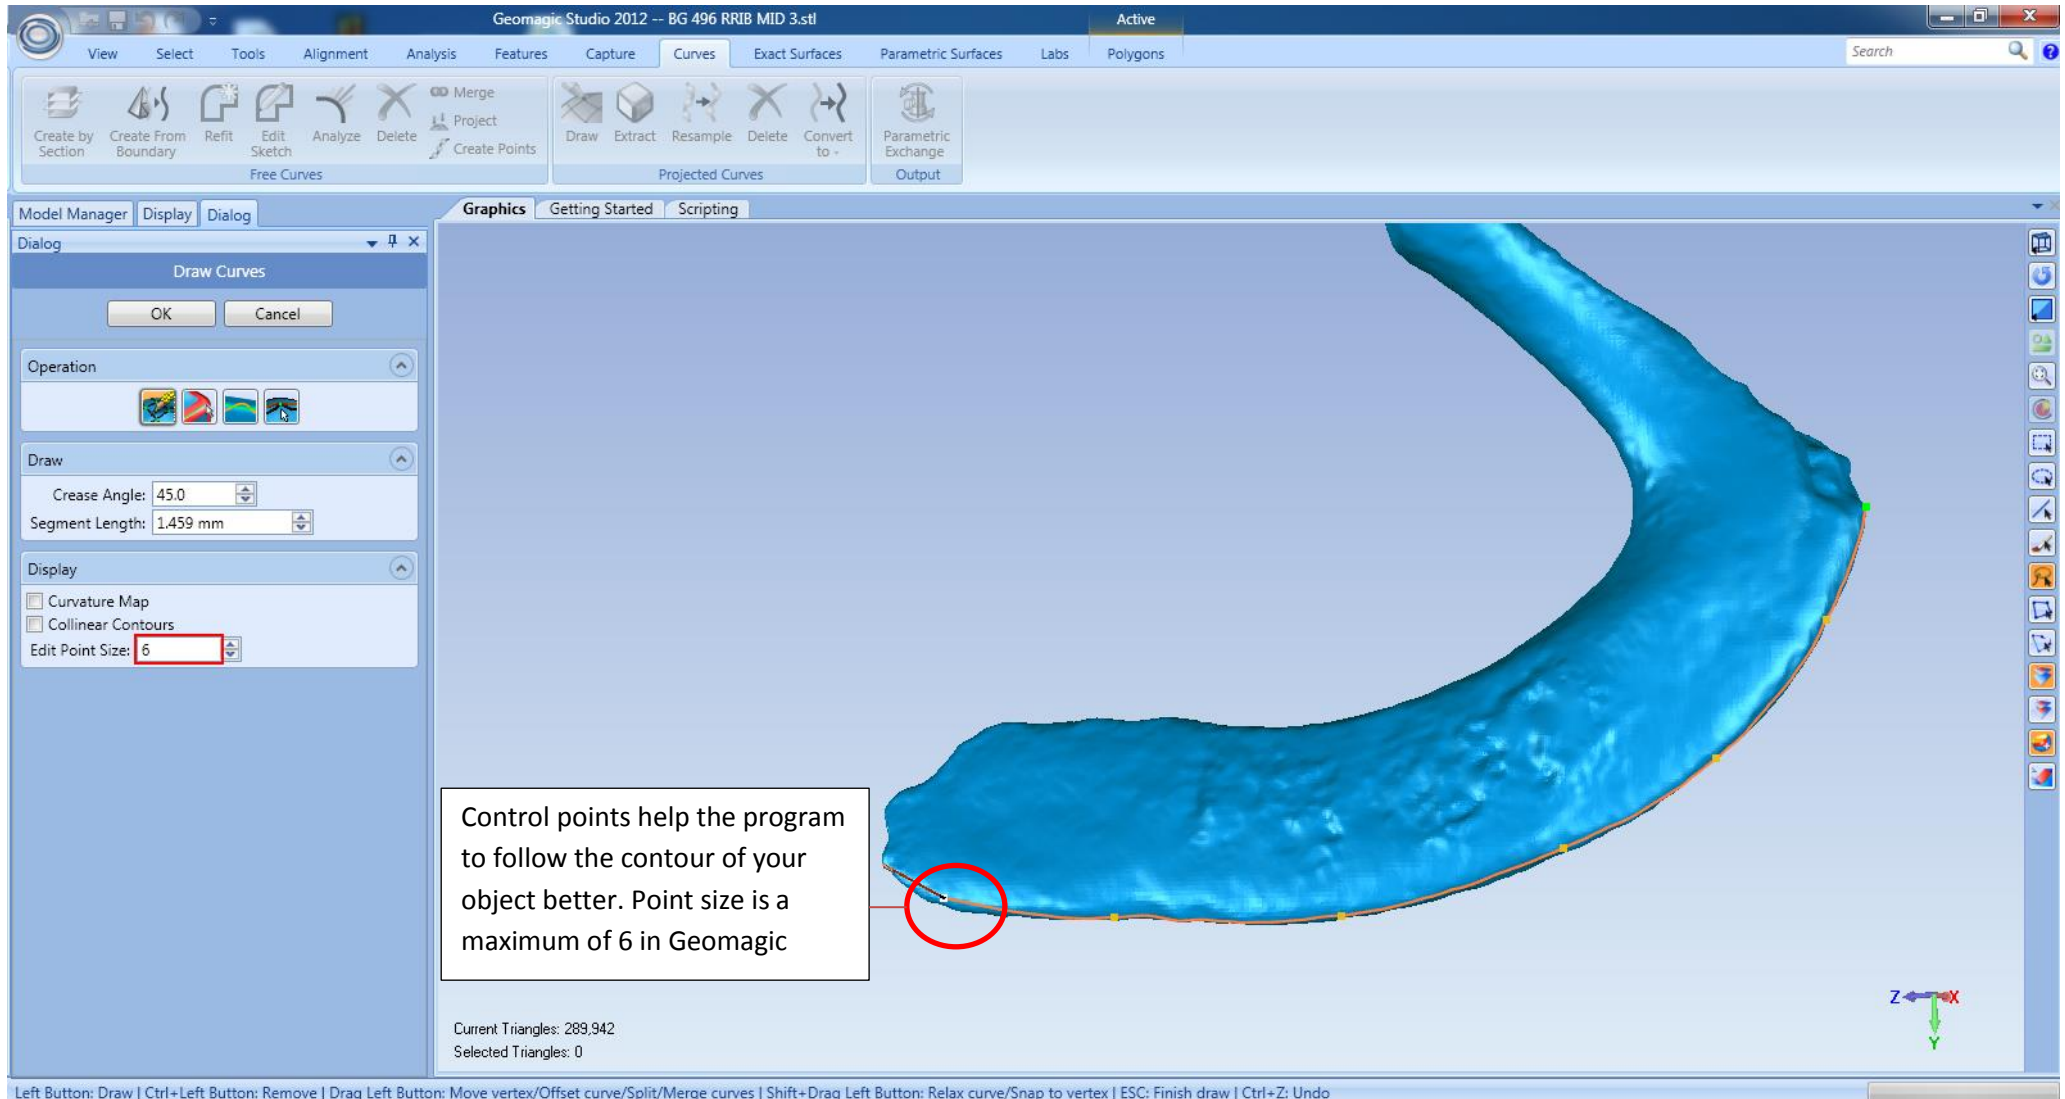 Geomagic Studio 2012 -- BG 496 RRIB MID 3.stl
Active
View Select Tools Alignment Analysis Features Capture Curves Exact Surfaces Parametric Surfaces Labs Polygons
Search
Create by Section
Create From Boundary
Refit
Edit Sketch
Analyze
Delete
Merge
Project
Create Points
Free Curves
Draw
Extract
Resample
Delete
Convert to
Projected Curves
Parametric Exchange
Output
Model Manager Display Dialog
Graphics Getting Started Scripting
Dialog
Draw Curves
OK Cancel
Operation
Draw
Crease Angle: 45.0
Segment Length: 1.459 mm
Display
Curvature Map
Collinear Contours
Edit Point Size: 6
Control points help the program
to follow the contour of your
object better. Point size is a
maximum of 6 in Geomagic
Z X
Y
Current Triangles: 289,942
Selected Triangles: 0
Left Button: Draw | Ctrl+Left Button: Remove | Drag Left Button: Move vertex/Offset curve/Split/Merge curves | Shift+Drag Left Button: Relax curve/Snap to vertex | ESC: Finish draw | Ctrl+Z: Undo